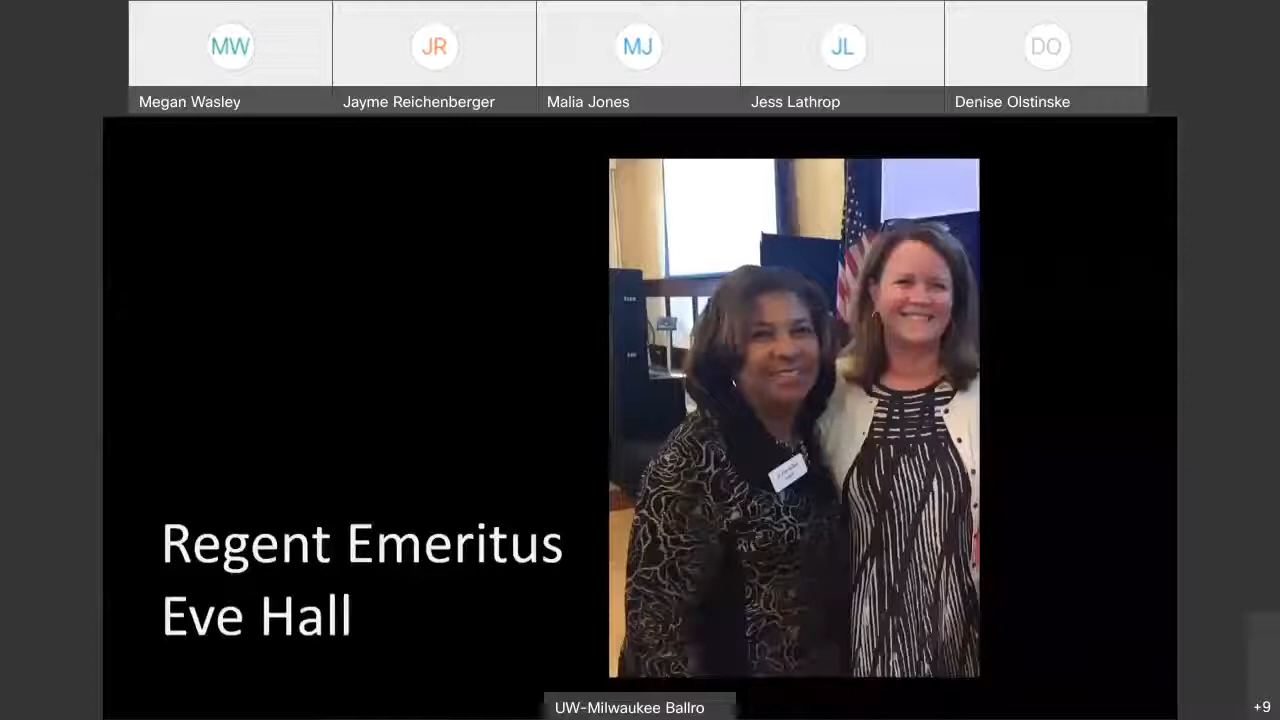 MW
JR
MJ
JL
DO
Megan Wasley
Jayme Reichenberger
Malia Jones
Jess Lathrop
Denise Olstinske
Regent Emeritus
Eve Hall
UW-Milwaukee Ballro
+9